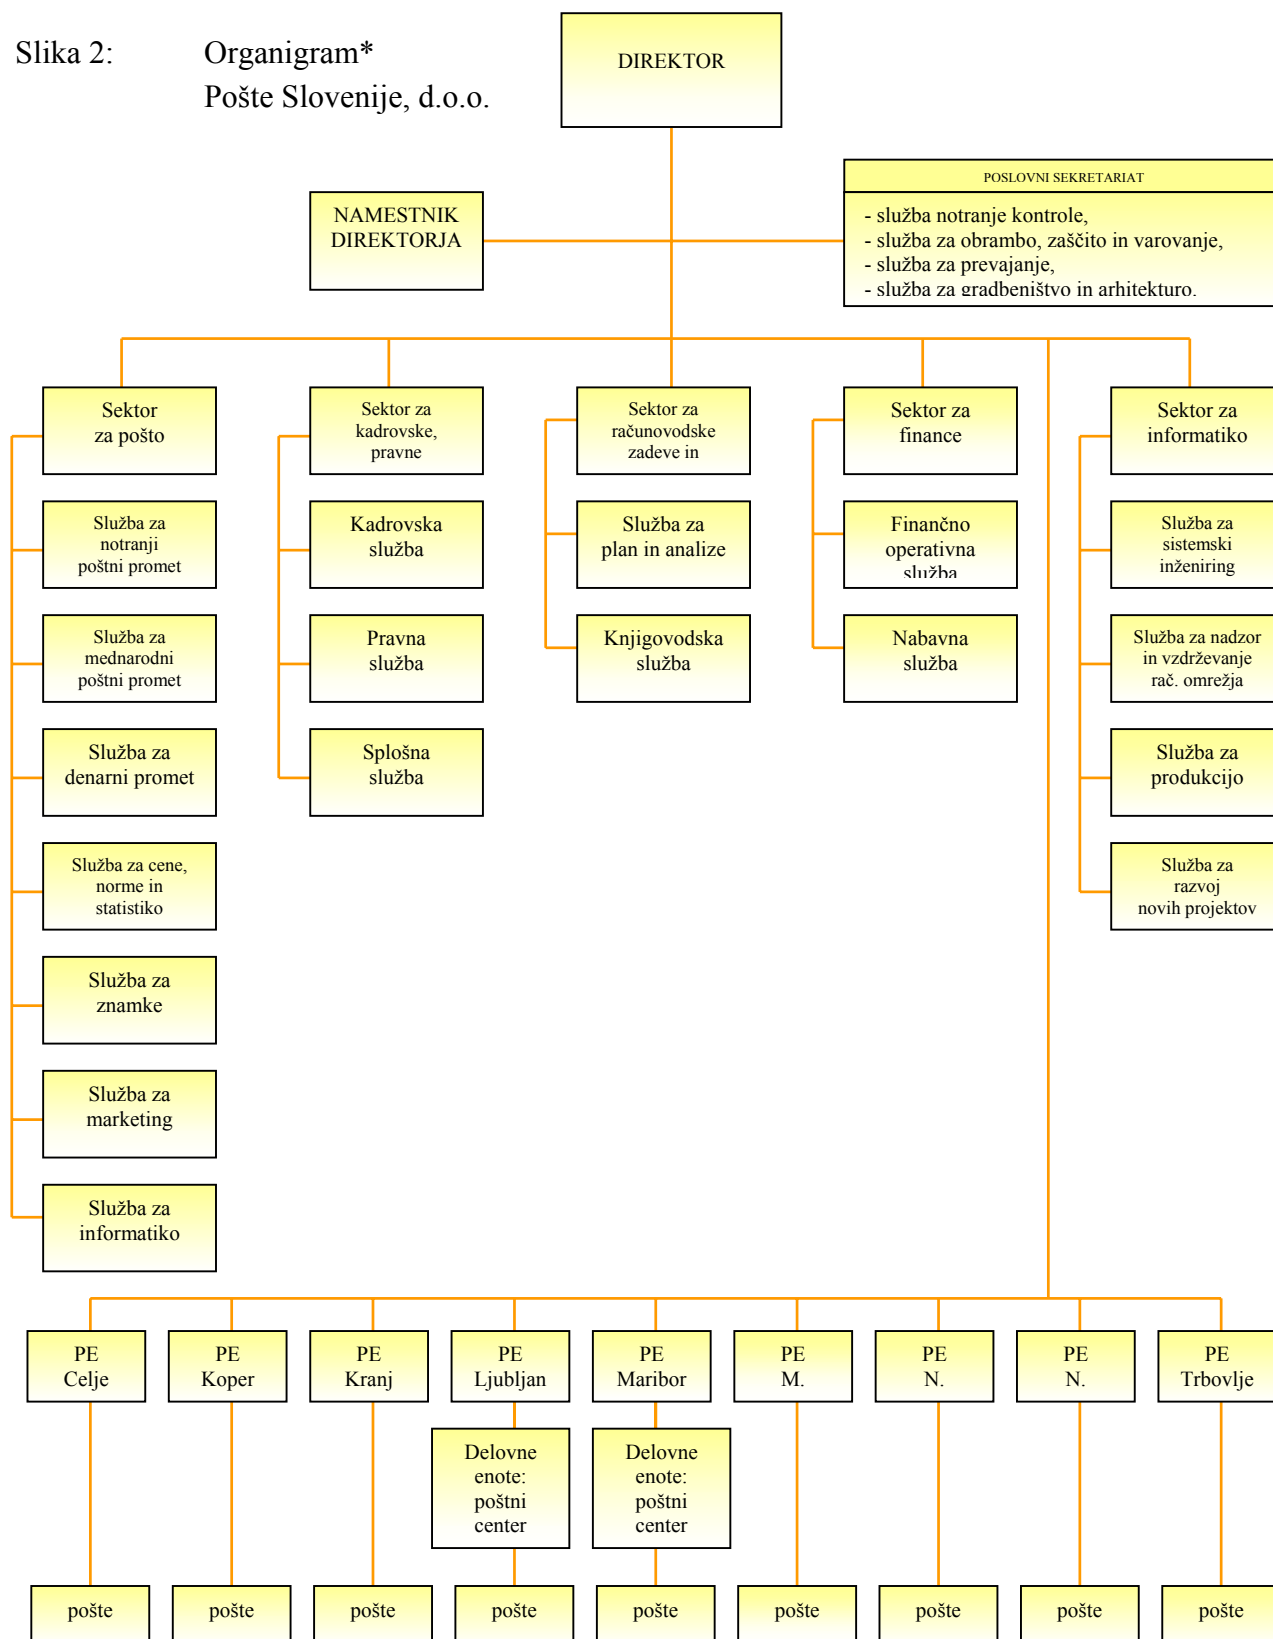 Slika 2: Organigram*
Pošte Slovenije, d.o.o.
DIREKTOR
NAMESTNIK
DIREKTORJA
POSLOVNI SEKRETARIAT
- služba notranje kontrole,
- služba za obrambo, zaščito in varovanje,
- služba za prevajanje,
- služba za gradbeništvo in arhitekturo.
Sektor
za pošto
Sektor za
kadrovske,
pravne
Sektor za
računovodske
zadeve in
Sektor za
finance
Sektor za
informatiko
Služba za
notranji
poštni promet
Kadrovska
služba
Služba za
plan in analize
Finančno
operativna
služba
Služba za
sistemski
inženiring
Služba za
mednarodni
poštni promet
Pravna
služba
Knjigovodska
služba
Nabavna
služba
Služba za nadzor
in vzdrževanje
rač. omrežja
Služba za
denarni promet
Splošna
služba
Služba za
produkcijo
Služba za cene,
norme in
statistiko
Služba za
razvoj
novih projektov
Služba za
znamke
Služba za
marketing
Služba za
informatiko
PE
Celje
PE
Koper
PE
Kranj
PE
Ljubljan
PE
Maribor
PE
M.
PE
N.
PE
N.
PE
Trbovlje
Delovne
enote:
poštni
center
Delovne
enote:
poštni
center
pošte
pošte
pošte
pošte
pošte
pošte
pošte
pošte
pošte